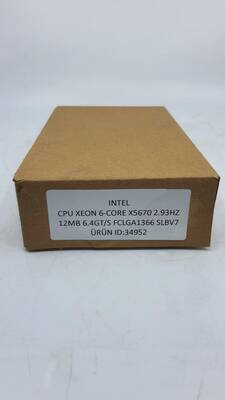 INTEL
CPU XEON 6-CORE X5670 2.93HZ
12MB 6.4GT/S FCLGA1366 SLBV7
ÜRÜN ID:34952